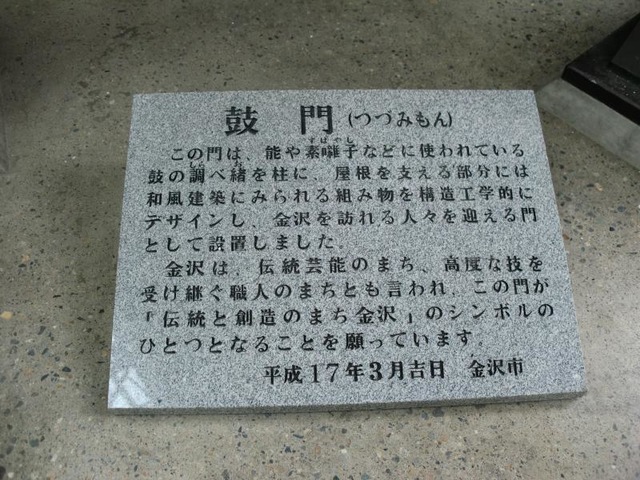 鼓 門 (つづみもん)
この門は、能や素囃子などに使われている
鼓の調べ緒を柱に、屋根を支える部分には
和風建築にみられる組み物を構造工学的に
デザインし、金沢を訪れる人々を迎える門
として設置しました。
金沢は、伝統芸能のまち、高度な技を
受け継ぐ職人のまちとも言われ、この門が
「伝統と創造のまち金沢」のシンボルの
ひとつとなることを願っています。
平成17年3月吉日 金沢市